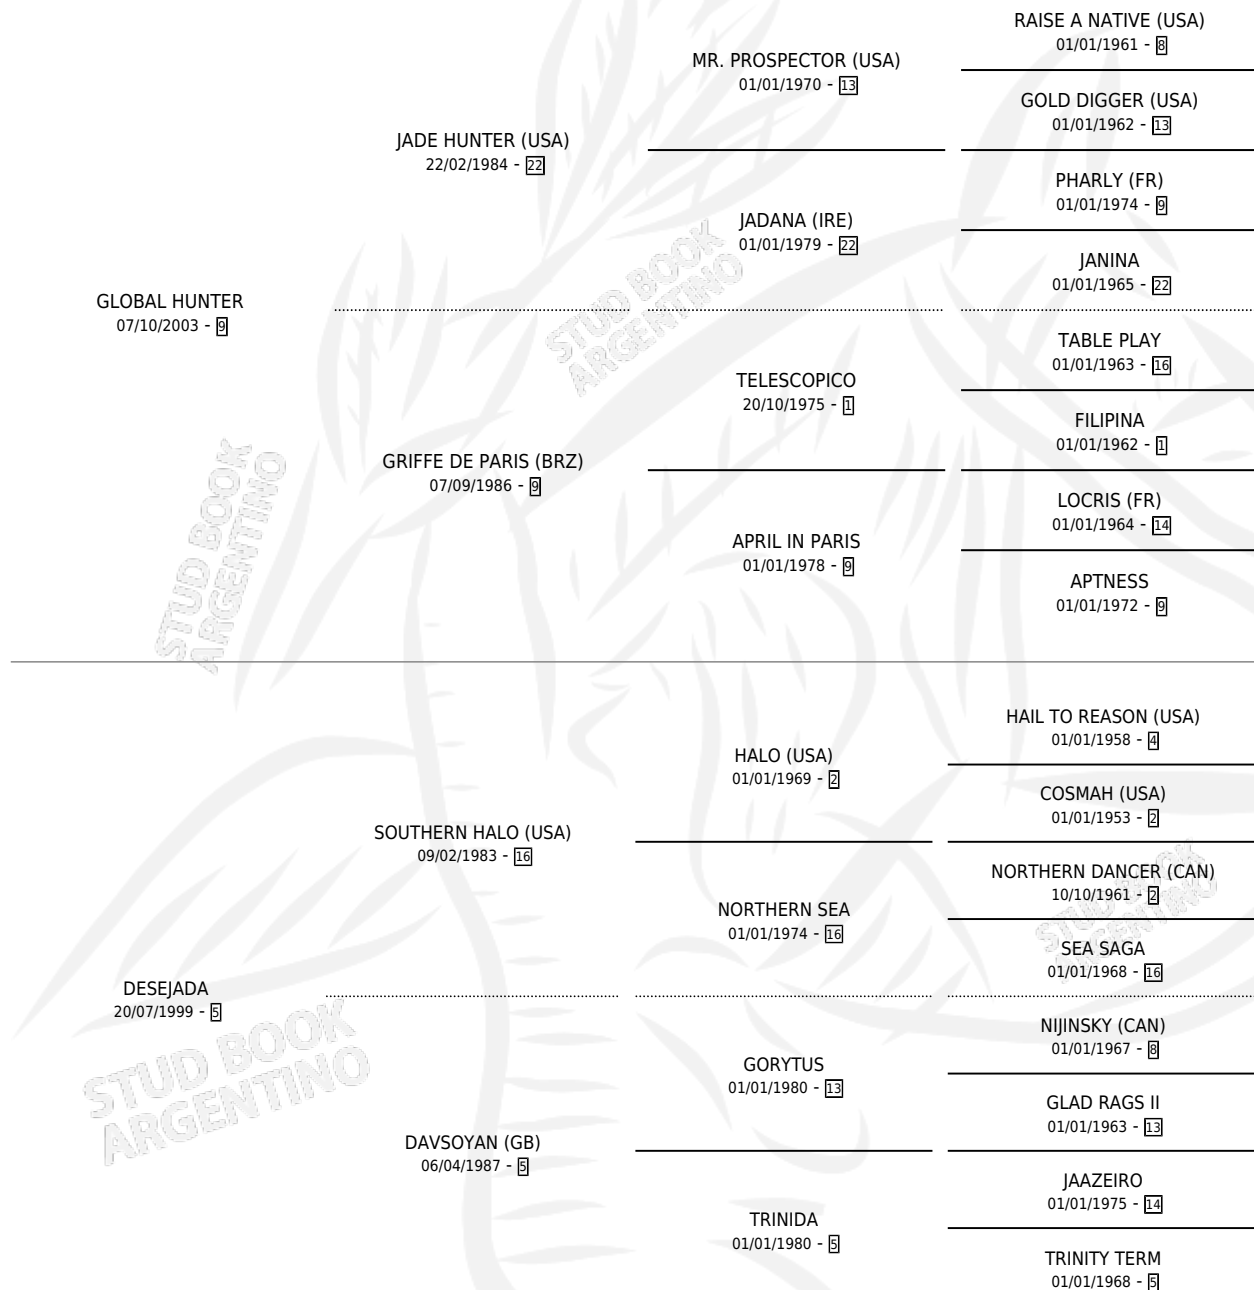 RAISE A NATIVE (USA)
01/01/1961 - 8
MR. PROSPECTOR (USA)
01/01/1970 - 13
GOLD DIGGER (USA)
01/01/1962 - 13
JADE HUNTER (USA)
22/02/1984 - 22
PHARLY (FR)
01/01/1974 - 9
JADANA (IRE)
01/01/1979 - 22
JANINA
01/01/1965 - 22
GLOBAL HUNTER
07/10/2003 - 9
TABLE PLAY
01/01/1963 - 16
TELESCOPICO
20/10/1975 - 1
FILIPINA
01/01/1962 - 1
GRIFFE DE PARIS (BRZ)
07/09/1986 - 9
LOCRIS (FR)
01/01/1964 - 14
APRIL IN PARIS
01/01/1978 - 9
APTNESS
01/01/1972 - 9
HAIL TO REASON (USA)
01/01/1958 - 4
HALO (USA)
01/01/1969 - 2
COSMAH (USA)
01/01/1953 - 2
SOUTHERN HALO (USA)
09/02/1983 - 16
NORTHERN DANCER (CAN)
10/10/1961 - 2
NORTHERN SEA
01/01/1974 - 16
SEA SAGA
01/01/1968 - 16
DESEJADA
20/07/1999 - 5
NIJINSKY (CAN)
01/01/1967 - 8
GORYTUS
01/01/1980 - 13
GLAD RAGS II
01/01/1963 - 13
DAVSOYAN (GB)
06/04/1987 - 5
JAAZEIRO
01/01/1975 - 14
TRINIDA
01/01/1980 - 5
TRINITY TERM
01/01/1968 - 5
STUD BOOK
ARGENTINO
STUD BOOK
ARGENTINO
STUD BOOK
ARGENTINO
STUD BOOK
ARGENTINO